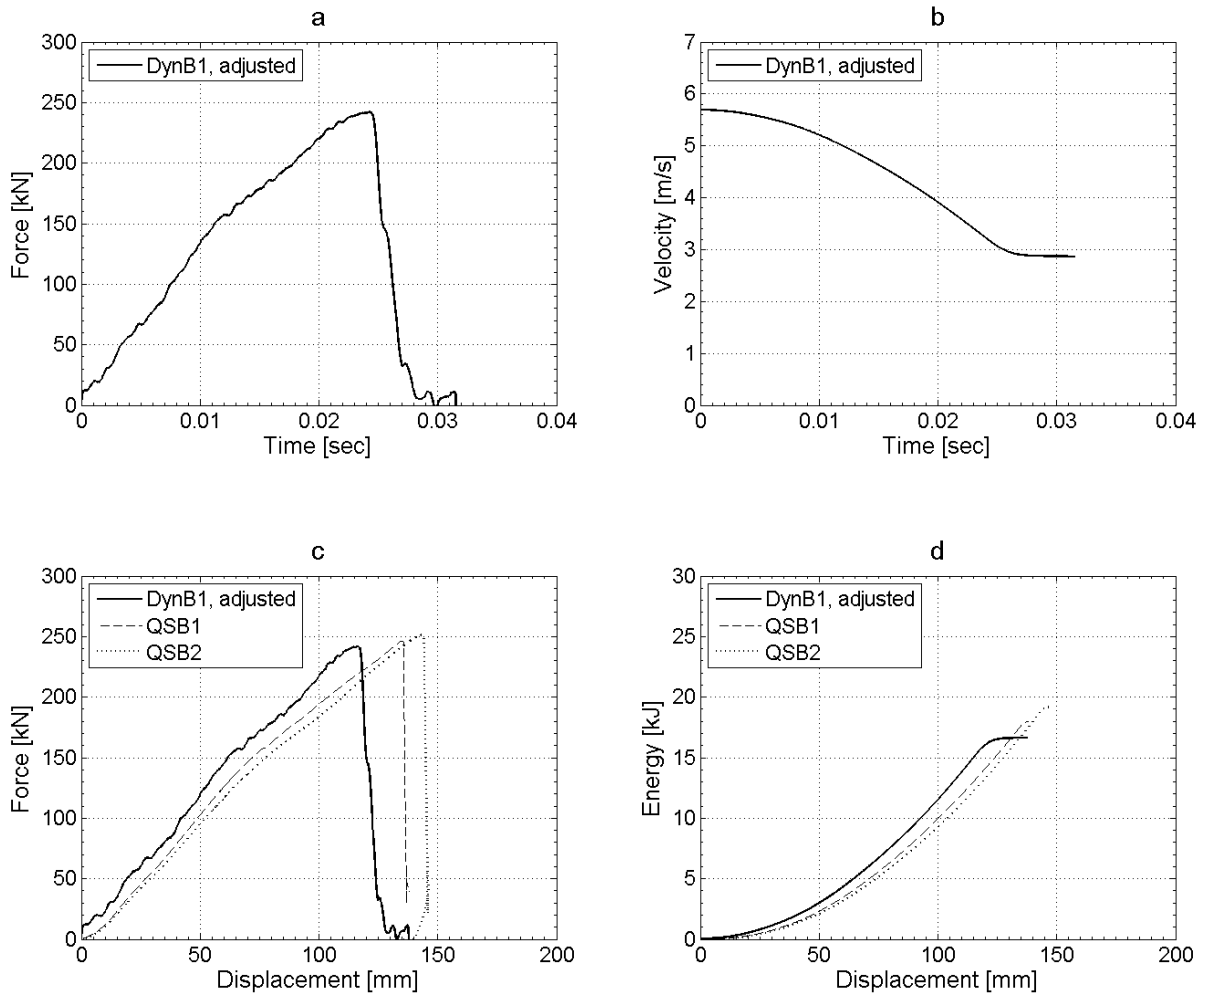 a
300
250
200
150
100
50
0
Force [kN]
DynB1, adjusted
0
0.01
0.02
0.03
0.04
Time [sec]
b
7
6
5
4
3
2
1
0
Velocity [m/s]
DynB1, adjusted
0
0.01
0.02
0.03
0.04
Time [sec]
c
300
250
200
150
100
50
0
Force [kN]
DynB1, adjusted
QSB1
QSB2
0
50
100
150
200
Displacement [mm]
d
30
25
20
15
10
5
0
Energy [kJ]
DynB1, adjusted
QSB1
QSB2
0
50
100
150
200
Displacement [mm]